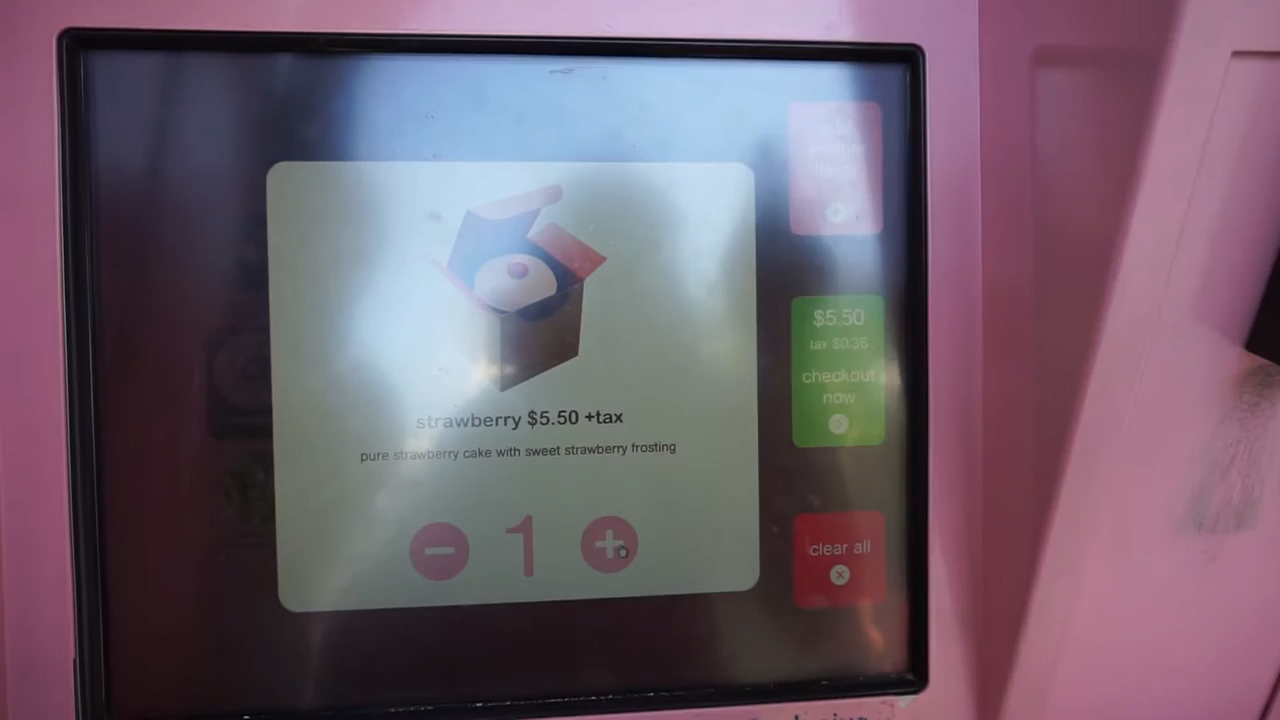 strawberry $5.50 +tax
pure strawberry cake with sweet strawberry frosting
1
$5.50
tax $0.36
checkout
now
clear all